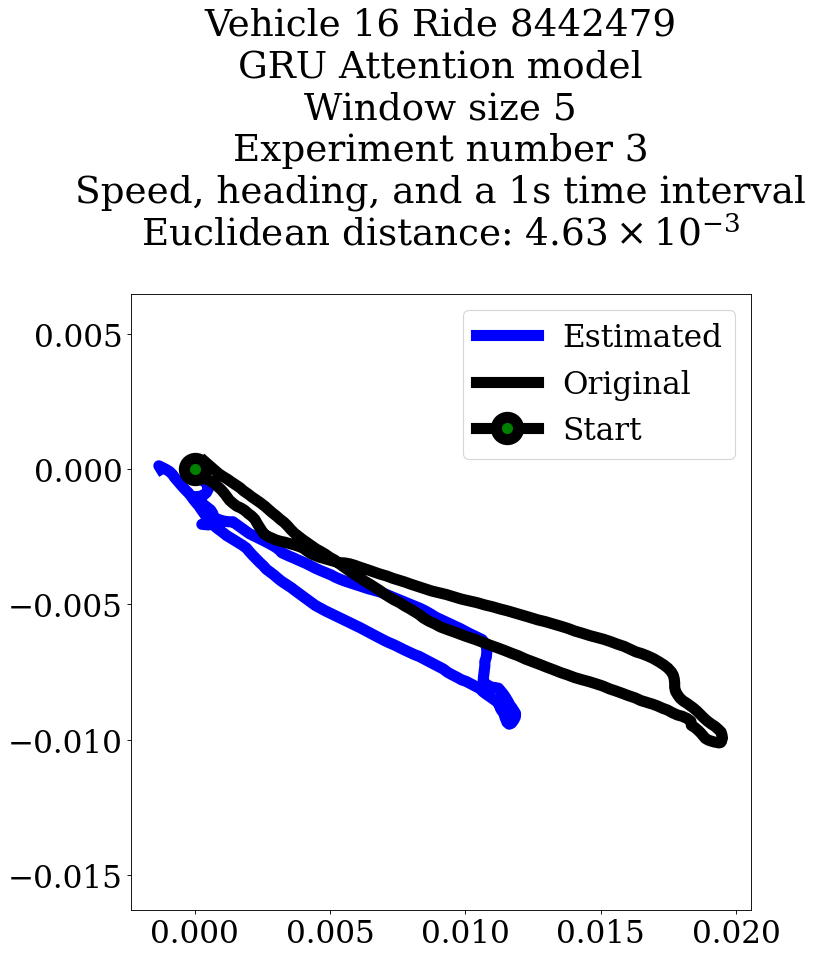 Vehicle 16 Ride 8442479
GRU Attention model
Window size 5
Experiment number 3
Speed, heading, and a 1s time interval
Euclidean distance: 4.63 × 10⁻³
Estimated
Original
Start
0.005
0.000
−0.005
−0.010
−0.015
0.000 0.005 0.010 0.015 0.020